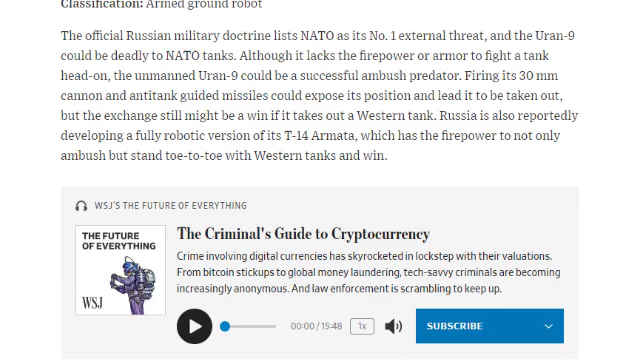 Classification: Armed ground robot
The official Russian military doctrine lists NATO as its No. 1 external threat, and the Uran-9
could be deadly to NATO tanks. Although it lacks the firepower or armor to fight a tank
head-on, the unmanned Uran-9 could be a successful ambush predator. Firing its 30 mm
cannon and antitank guided missiles could expose its position and lead it to be taken out,
but the exchange still might be a win if it takes out a Western tank. Russia is also reportedly
developing a fully robotic version of its T-14 Armata, which has the firepower to not only
ambush but stand toe-to-toe with Western tanks and win.
WSJ'S THE FUTURE OF EVERYTHING
THE FUTURE
OF EVERYTHING
WSJ
The Criminal's Guide to Cryptocurrency
Crime involving digital currencies has skyrocketed in lockstep with their valuations.
From bitcoin stickups to global money laundering, tech-savvy criminals are becoming
increasingly anonymous. And law enforcement is scrambling to keep up.
00:00 / 15:48
1x
SUBSCRIBE